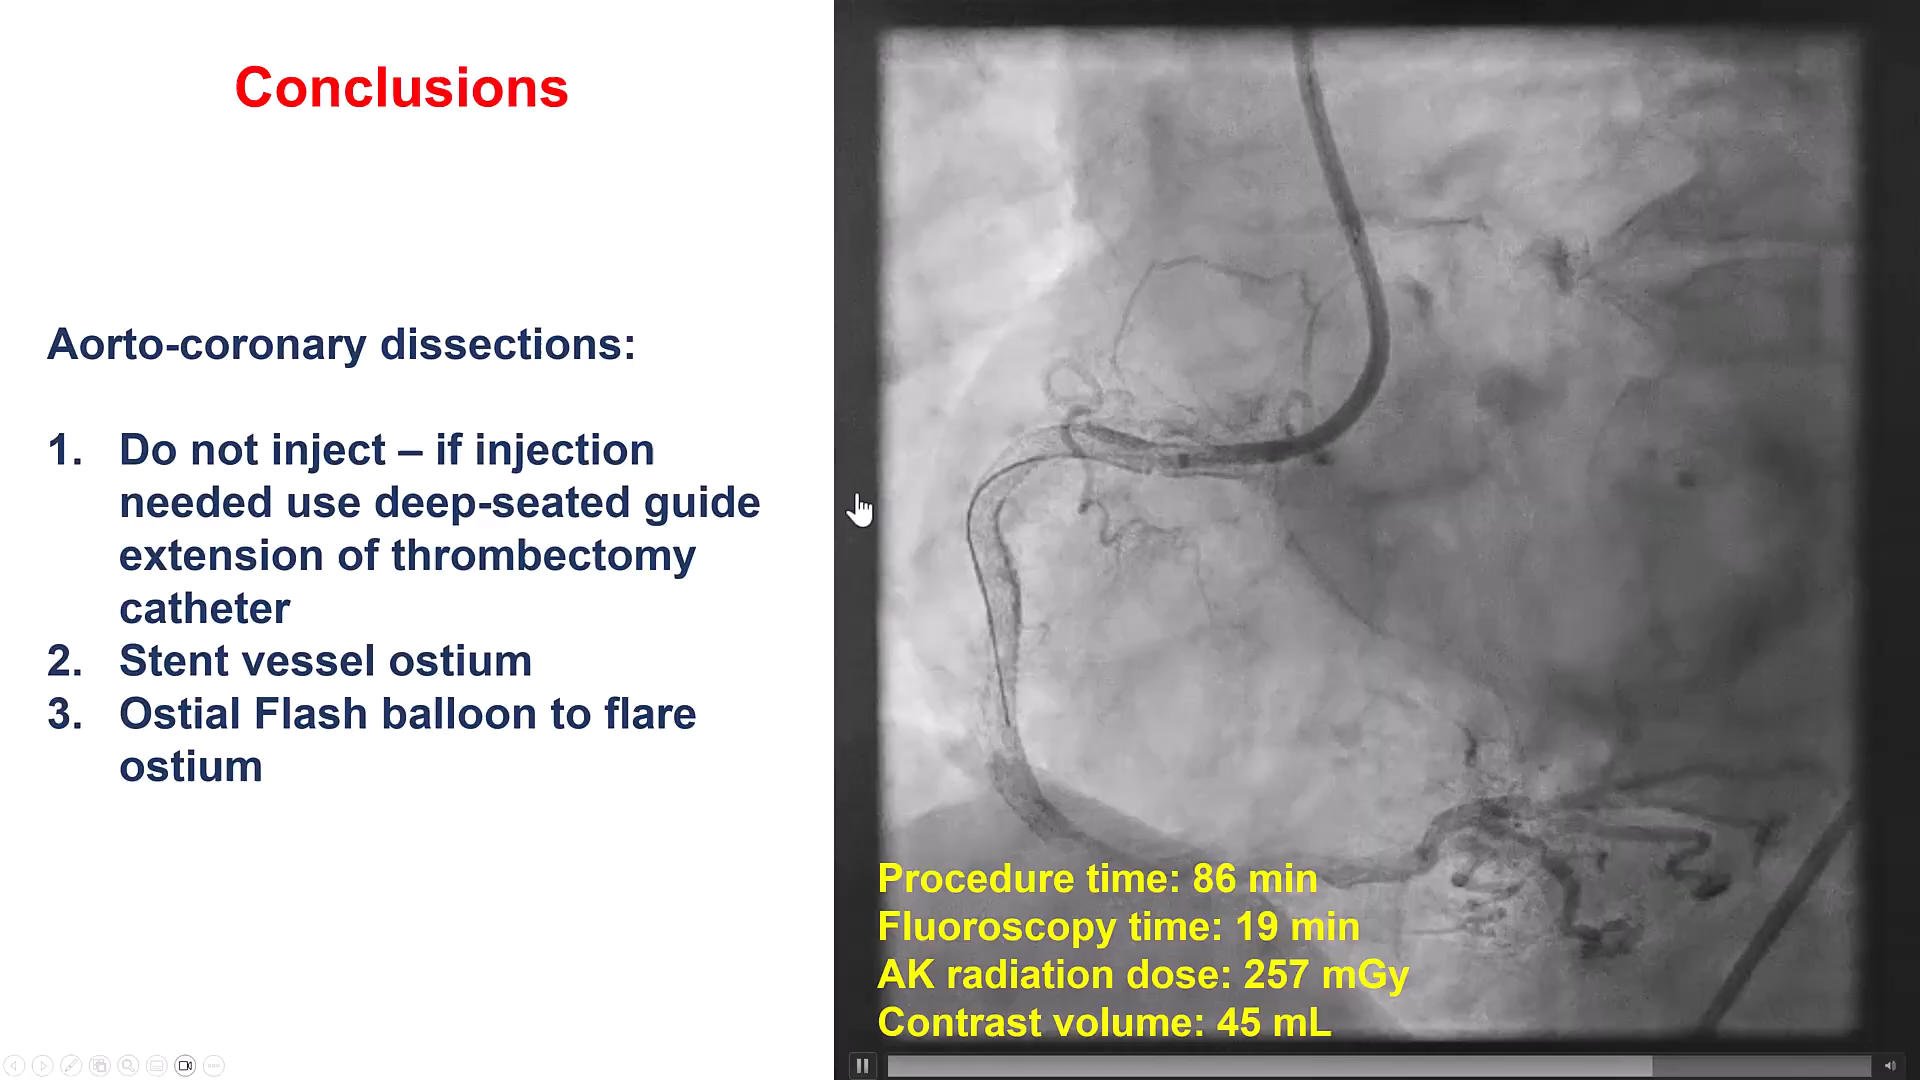 Conclusions
Aorto-coronary dissections:
1. Do not inject – if injection
needed use deep-seated guide
extension of thrombectomy
catheter
2. Stent vessel ostium
3. Ostial Flash balloon to flare
ostium
Procedure time: 86 min
Fluoroscopy time: 19 min
AK radiation dose: 257 mGy
Contrast volume: 45 mL